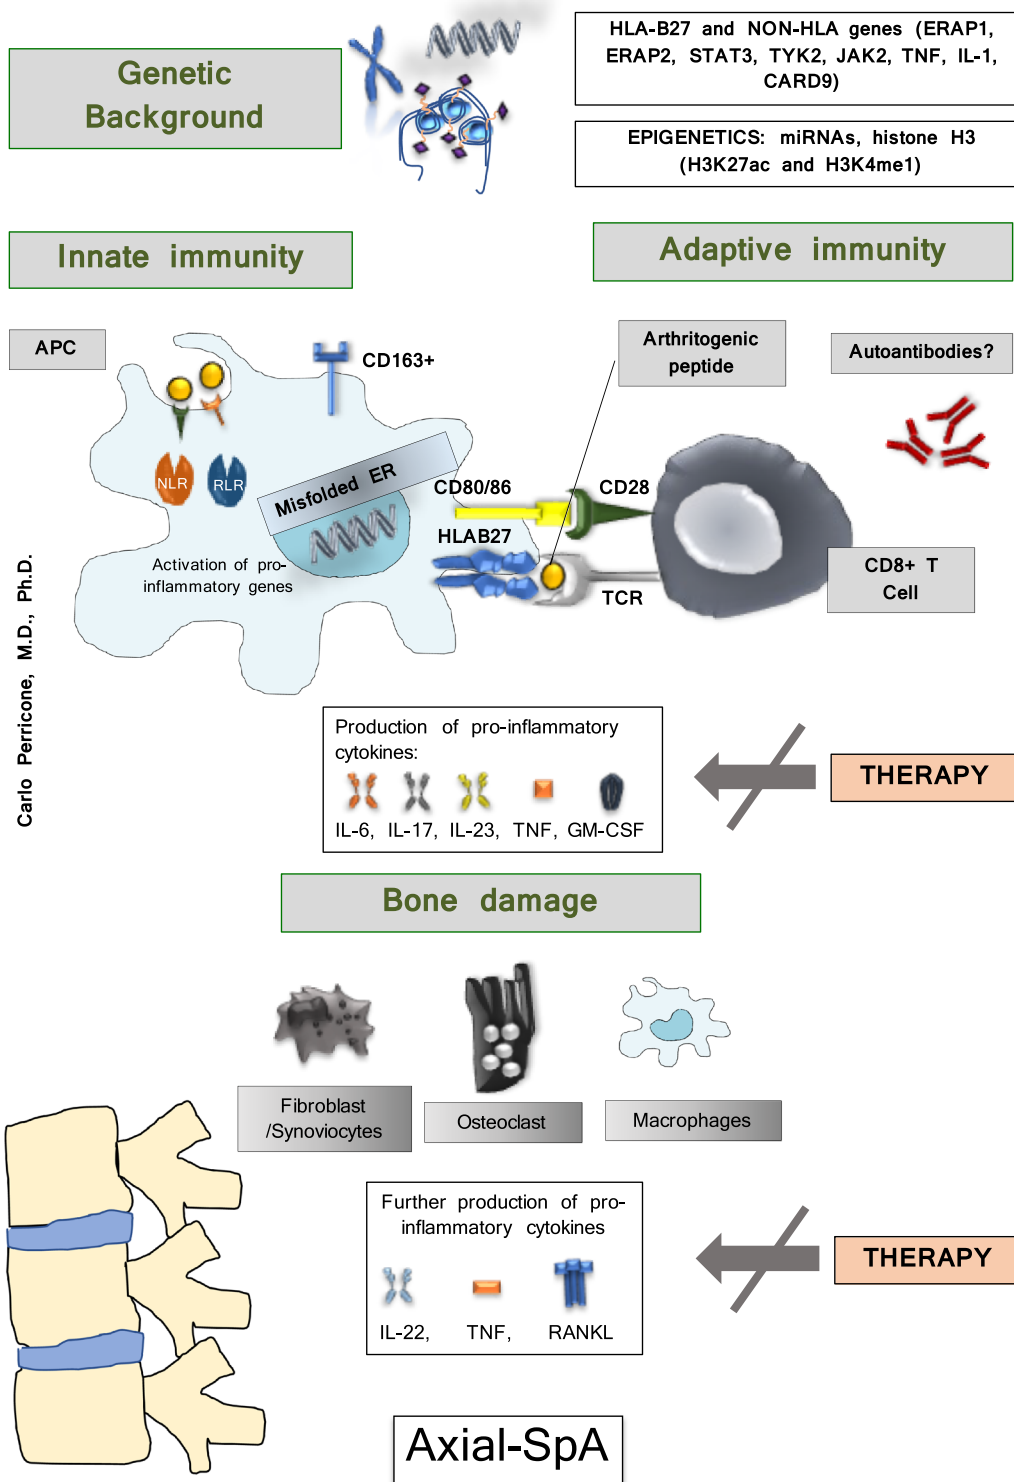 Genetic
Background
HLA-B27 and NON-HLA genes (ERAP1,
ERAP2, STAT3, TYK2, JAK2, TNF, IL-1,
CARD9)
EPIGENETICS: miRNAs, histone H3
(H3K27ac and H3K4me1)
Innate immunity
Adaptive immunity
APC
CD163+
Arthritogenic
peptide
Autoantibodies?
NLR
RLR
Misfolded ER
CD80/86
CD28
HLAB27
Activation of pro-
inflammatory genes
TCR
CD8+ T
Cell
Carlo Perricone, M.D., Ph.D.
Production of pro-inflammatory
cytokines:
IL-6, IL-17, IL-23, TNF, GM-CSF
THERAPY
Bone damage
Fibroblast
/Synoviocytes
Osteoclast
Macrophages
Further production of pro-
inflammatory cytokines
IL-22, TNF, RANKL
THERAPY
Axial-SpA